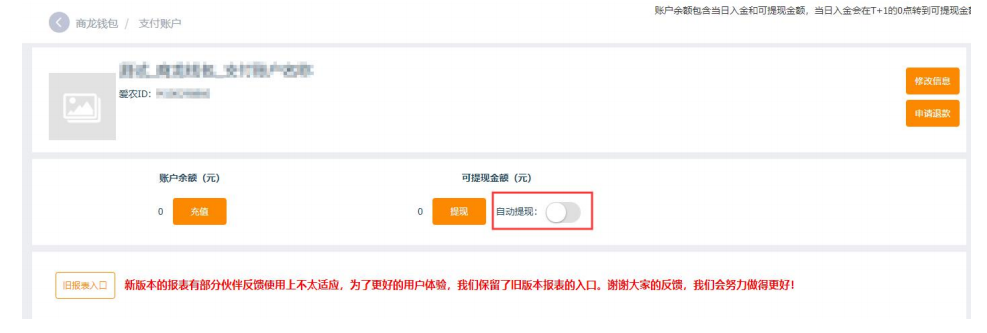 账户余额包含当日入金和可提现金额，当日入金会在T+1的0点转到可提现金
商龙钱包 / 支付账户
爱农ID:
修改信息
申请退款
账户余额（元） 可提现金额（元）
0 充值 0 提现 自动提现：
旧报表入口 新版本的报表有部分伙伴反馈使用上不太适应，为了更好的用户体验，我们保留了旧版本报表的入口。谢谢大家的反馈，我们会努力做得更好！